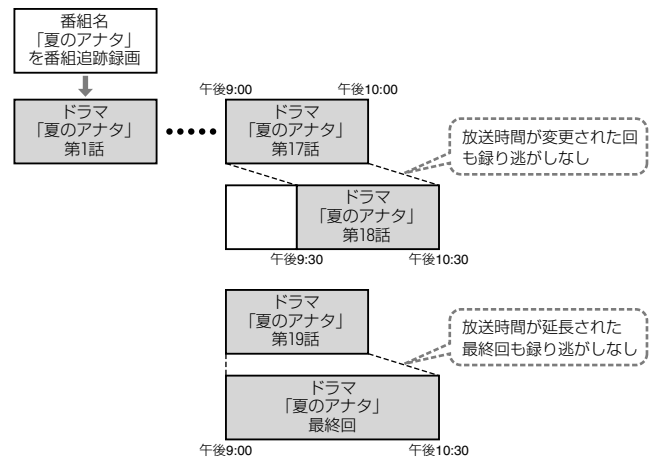 番組名
「夏のアナタ」
を番組追跡録画
ドラマ
「夏のアナタ」
第1話
午後9:00
午後10:00
ドラマ
「夏のアナタ」
第17話
放送時間が変更された回
も録り逃がしなし
ドラマ
「夏のアナタ」
第18話
午後9:30
午後10:30
ドラマ
「夏のアナタ」
第19話
放送時間が延長された
最終回も録り逃がしなし
ドラマ
「夏のアナタ」
最終回
午後9:00
午後10:30